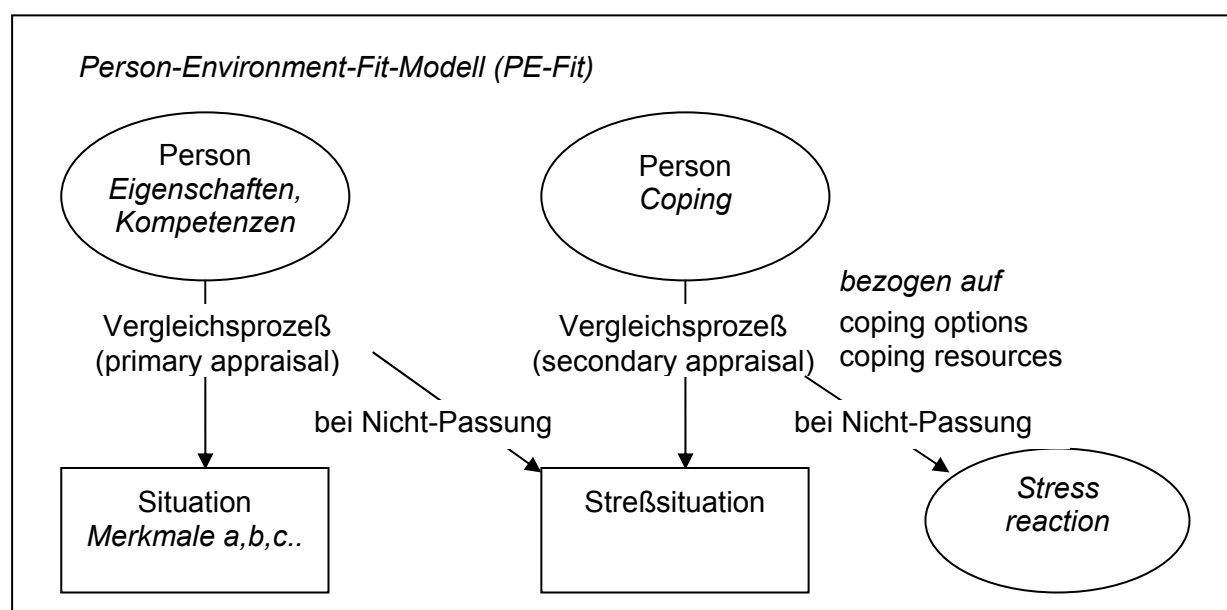 Person-Environment-Fit-Modell (PE-Fit)
Person
Eigenschaften,
Kompetenzen
Person
Coping
bezogen auf
coping options
coping resources
Vergleichsprozeß
(primary appraisal)
Vergleichsprozeß
(secondary appraisal)
bei Nicht-Passung
bei Nicht-Passung
Situation
Merkmale a,b,c..
Streßsituation
Stress
reaction